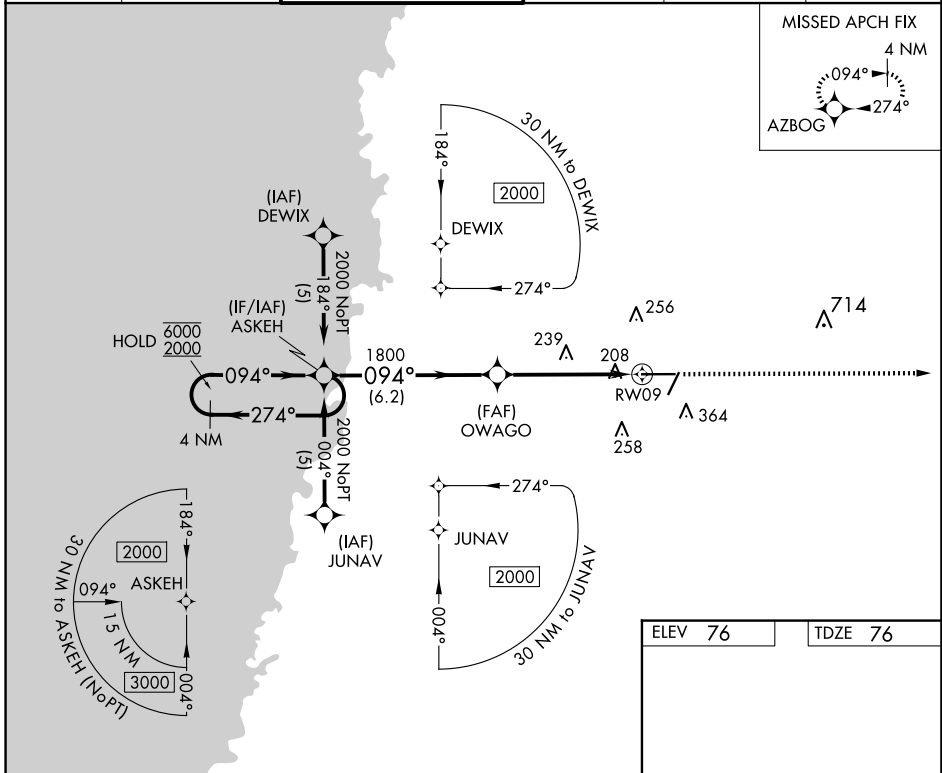 MISSED APCH FIX
4 NM
094°
274°
AZBOG
30 NM to DEWIX
184°
2000
DEWIX
274°
(IAF)
DEWIX
2000 NoPT
184°
(5)
(IF/IAF)
ASKEH
HOLD 6000
2000
094°
274°
4 NM
1800
094°
(6.2)
(FAF)
OWAGO
239
256
208
RW09
714
364
258
2000 NoPT
004°
(5)
(IAF)
JUNAV
274°
JUNAV
2000
004°
30 NM to JUNAV
184°
2000
ASKEH
094°
15 NM
3000
004°
30 NM to ASKEH (NoPT)
ELEV 76
TDZE 76